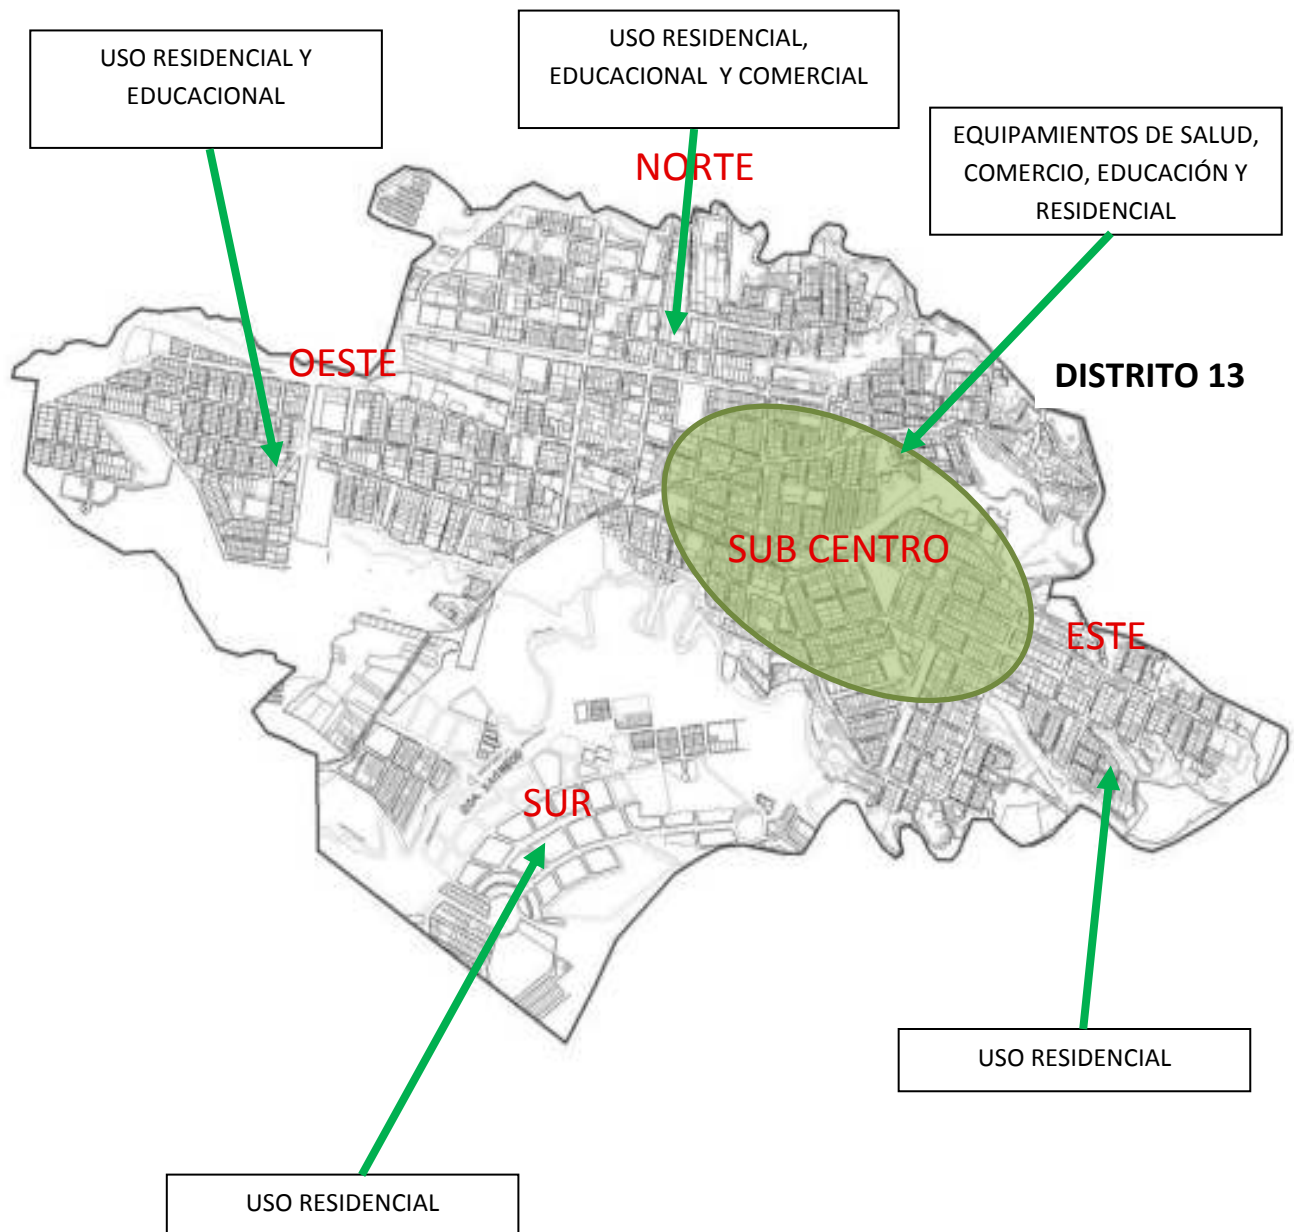 USO RESIDENCIAL Y
EDUCACIONAL
USO RESIDENCIAL,
EDUCACIONAL Y COMERCIAL
EQUIPAMIENTOS DE SALUD,
COMERCIO, EDUCACIÓN Y
RESIDENCIAL
NORTE
OESTE
DISTRITO 13
SUB CENTRO
ESTE
SUR
USO RESIDENCIAL
USO RESIDENCIAL